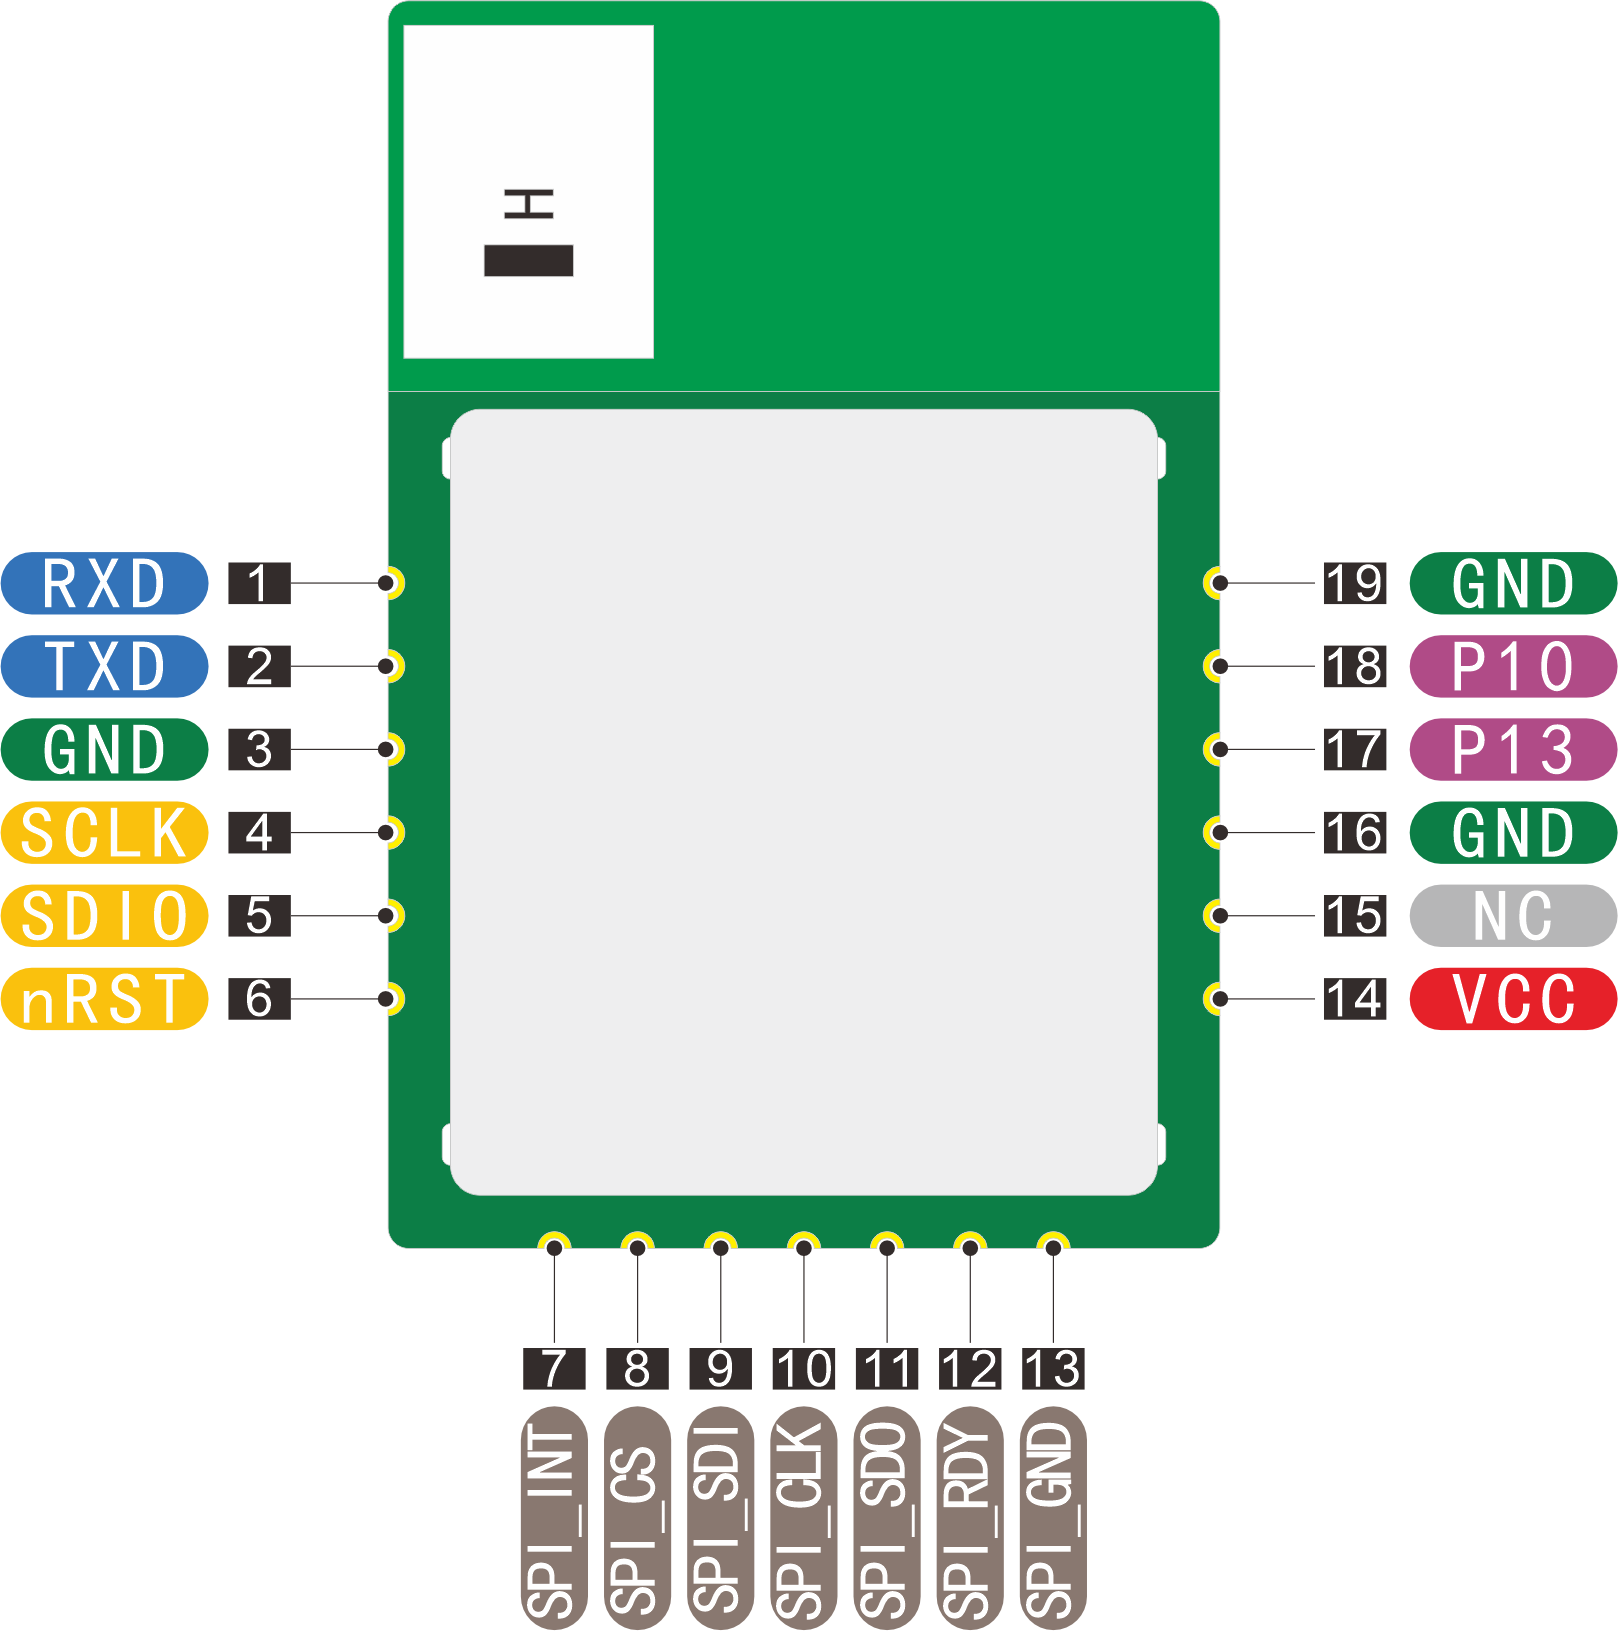 H
RXD 1
TXD 2
GND 3
SCLK 4
SDIO 5
nRST 6
19 GND
18 P10
17 P13
16 GND
15 NC
14 VCC
7 8 9 10 11 12 13
SPI_INT
SPI_CS
SPI_SDI
SPI_CLK
SPI_SDO
SPI_RDY
SPI_GND